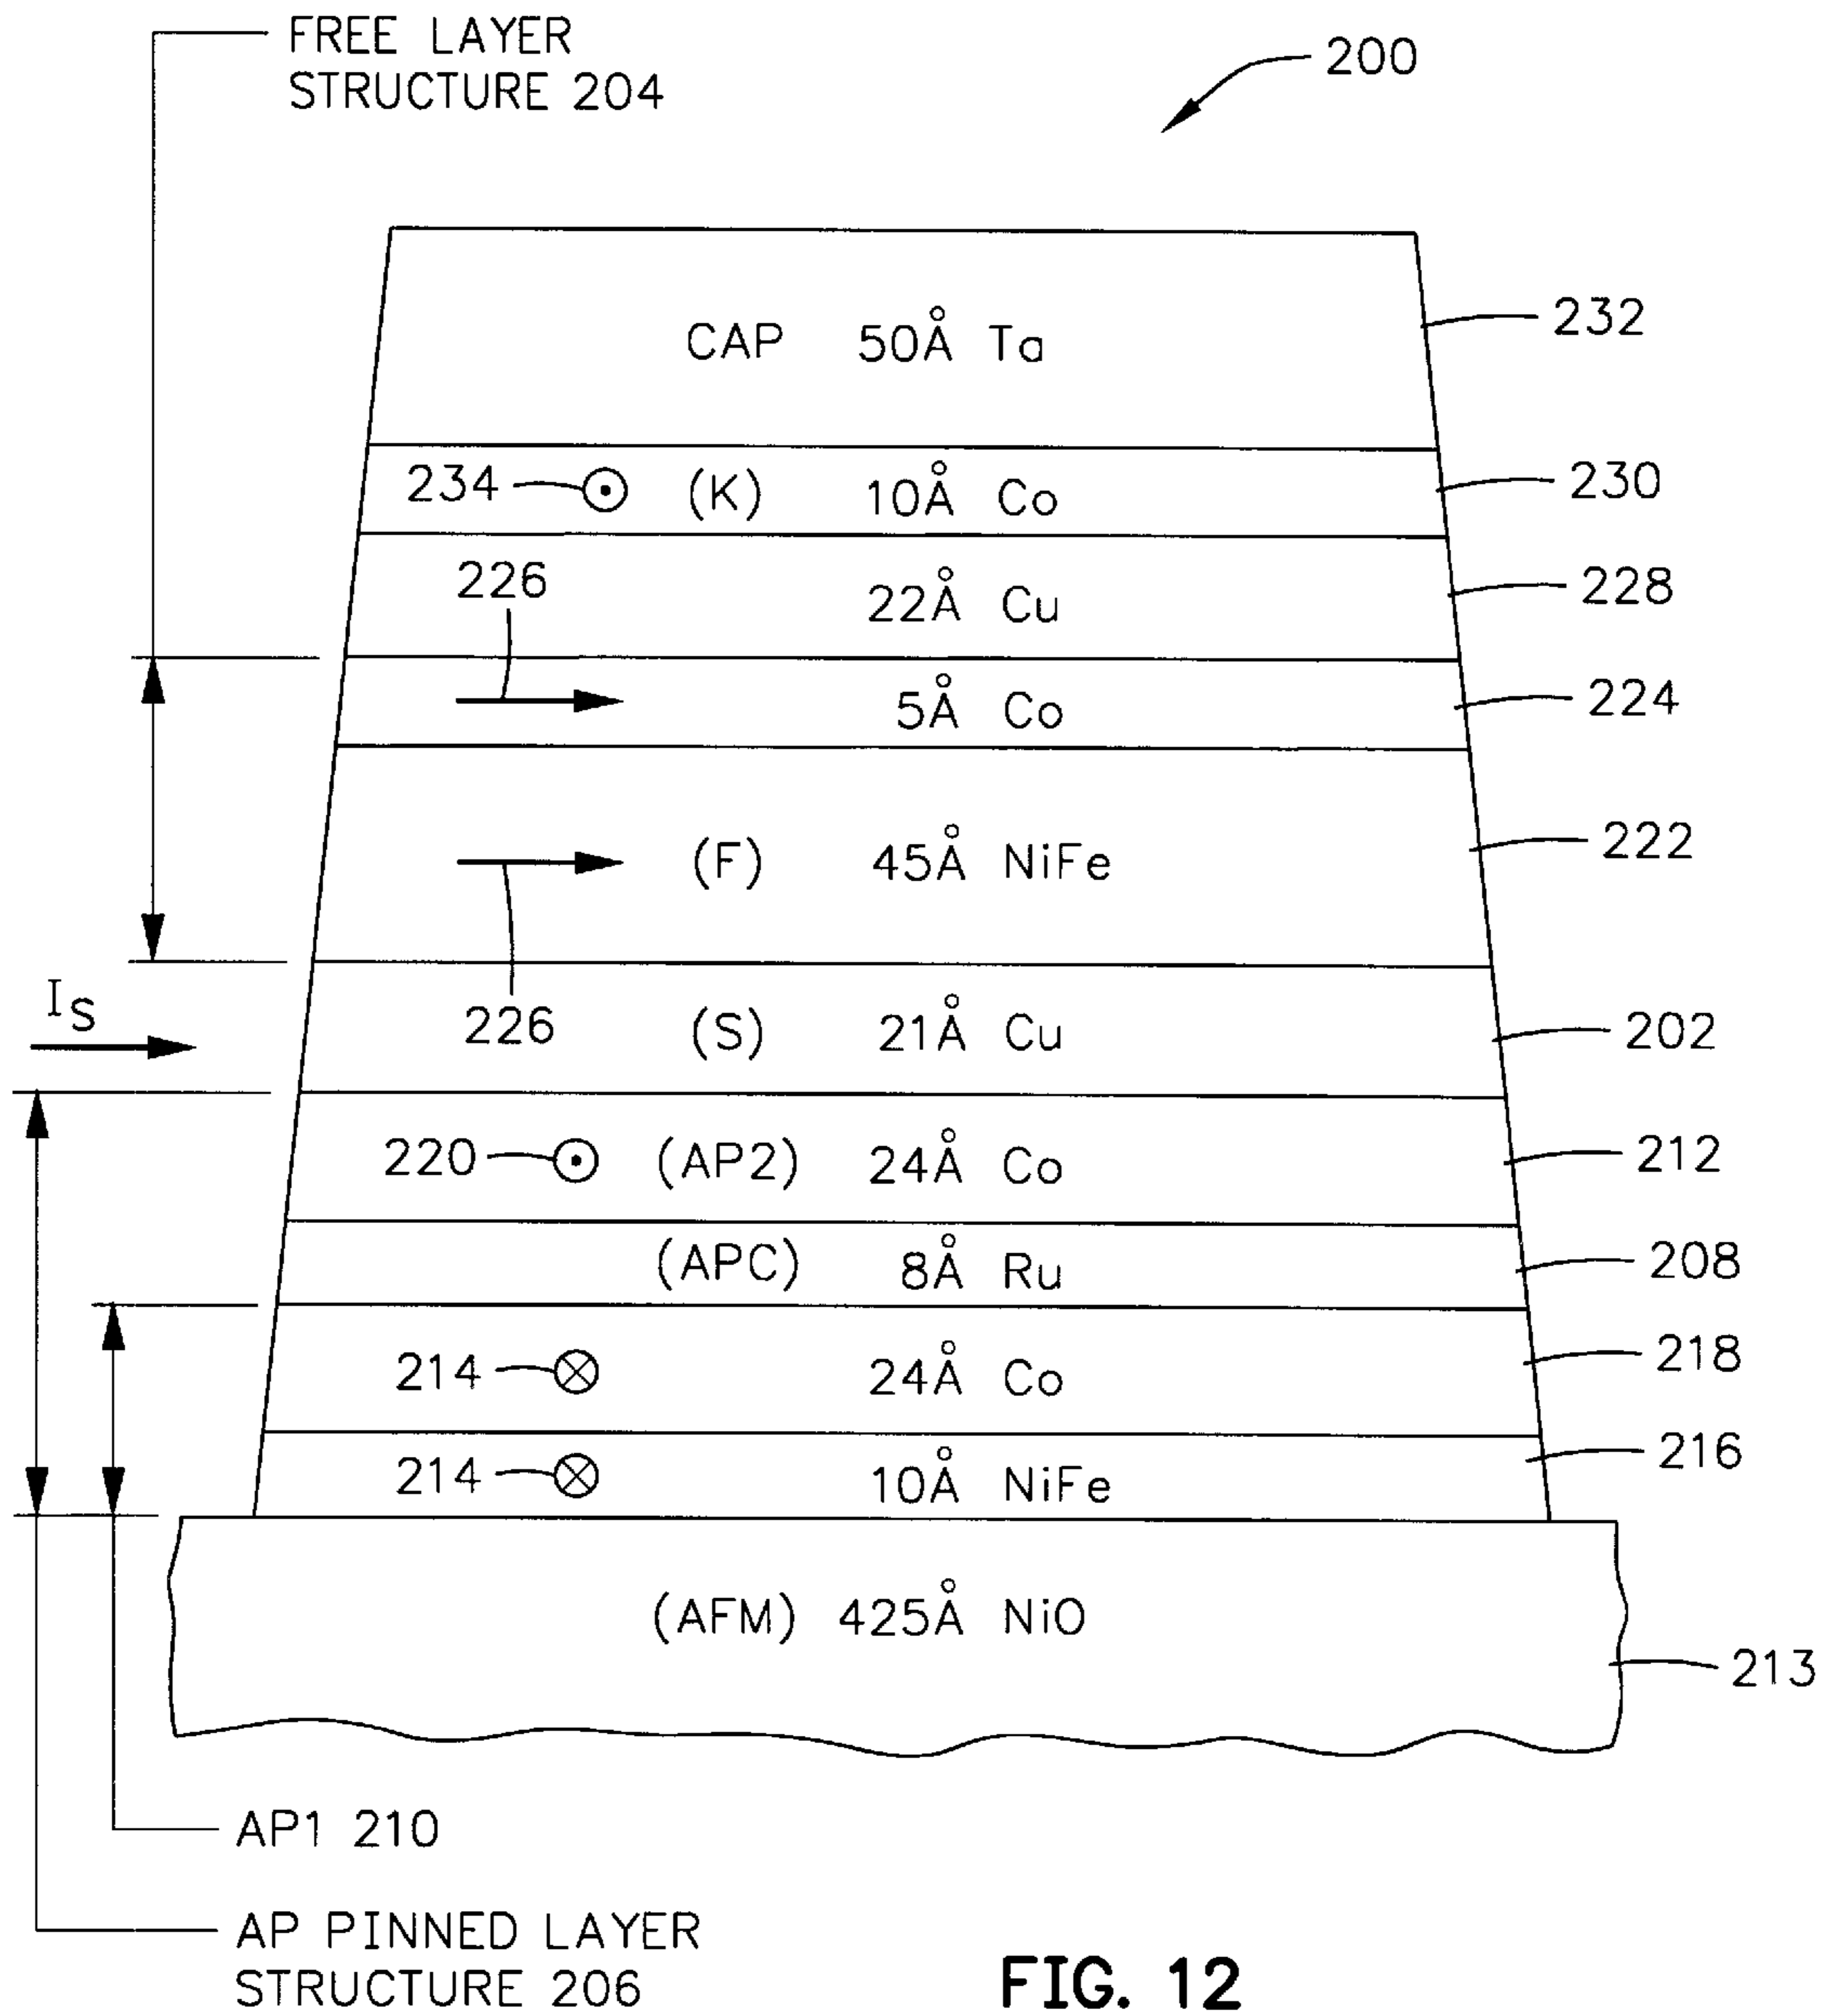 FREE LAYER
STRUCTURE 204
200
CAP 50Å Ta
232
234 (K) 10Å Co
230
226
22Å Cu
228
5Å Co
224
(F) 45Å NiFe
222
IS
226 (S) 21Å Cu
202
220 (AP2) 24Å Co
212
(APC) 8Å Ru
208
214 24Å Co
218
214 10Å NiFe
216
(AFM) 425Å NiO
213
AP1 210
AP PINNED LAYER
STRUCTURE 206
FIG. 12